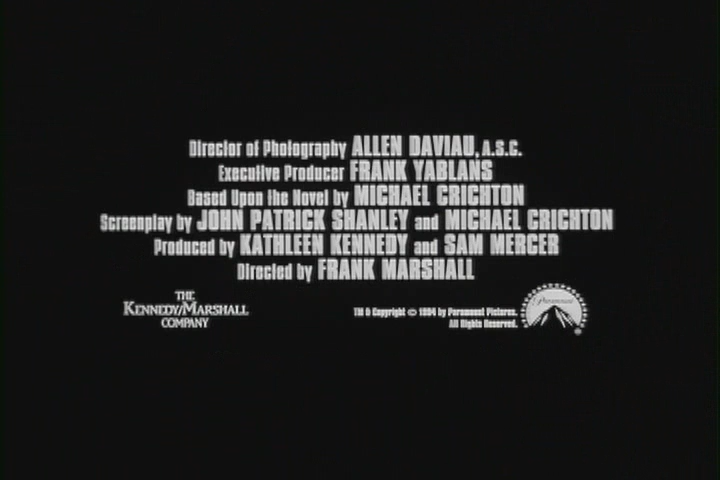 Director of Photography ALLEN DAVIAU, A.S.C.
Executive Producer FRANK YABLANS
Based Upon the Novel by MICHAEL CRICHTON
Screenplay by JOHN PATRICK SHANLEY and MICHAEL CRICHTON
Produced by KATHLEEN KENNEDY and SAM MERCER
Directed by FRANK MARSHALL
THE
KENNEDY/MARSHALL
COMPANY
TM & Copyright © 1994 by Paramount Pictures.
All Rights Reserved.
Paramount